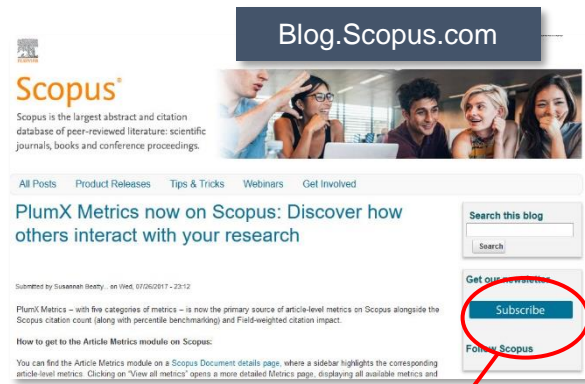 Blog.Scopus.com
ELSEVIER
Scopus®
Scopus is the largest abstract and citation
database of peer-reviewed literature: scientific
journals, books and conference proceedings.
All Posts Product Releases Tips & Tricks Webinars Get Involved
PlumX Metrics now on Scopus: Discover how
others interact with your research
Submitted by Susannah Beatty... on Wed, 07/26/2017 - 23:12
PlumX Metrics – with five categories of metrics – is now the primary source of article-level metrics on Scopus alongside the
Scopus citation count (along with percentile benchmarking) and Field-weighted citation impact.
How to get to the Article Metrics module on Scopus:
You can find the Article Metrics module on a Scopus Document details page, where a sidebar highlights the corresponding
article-level metrics. Clicking on "View all metrics" opens a more detailed Metrics page, displaying all available metrics and
Search this blog
Search
Get our newsletter
Subscribe
Follow Scopus